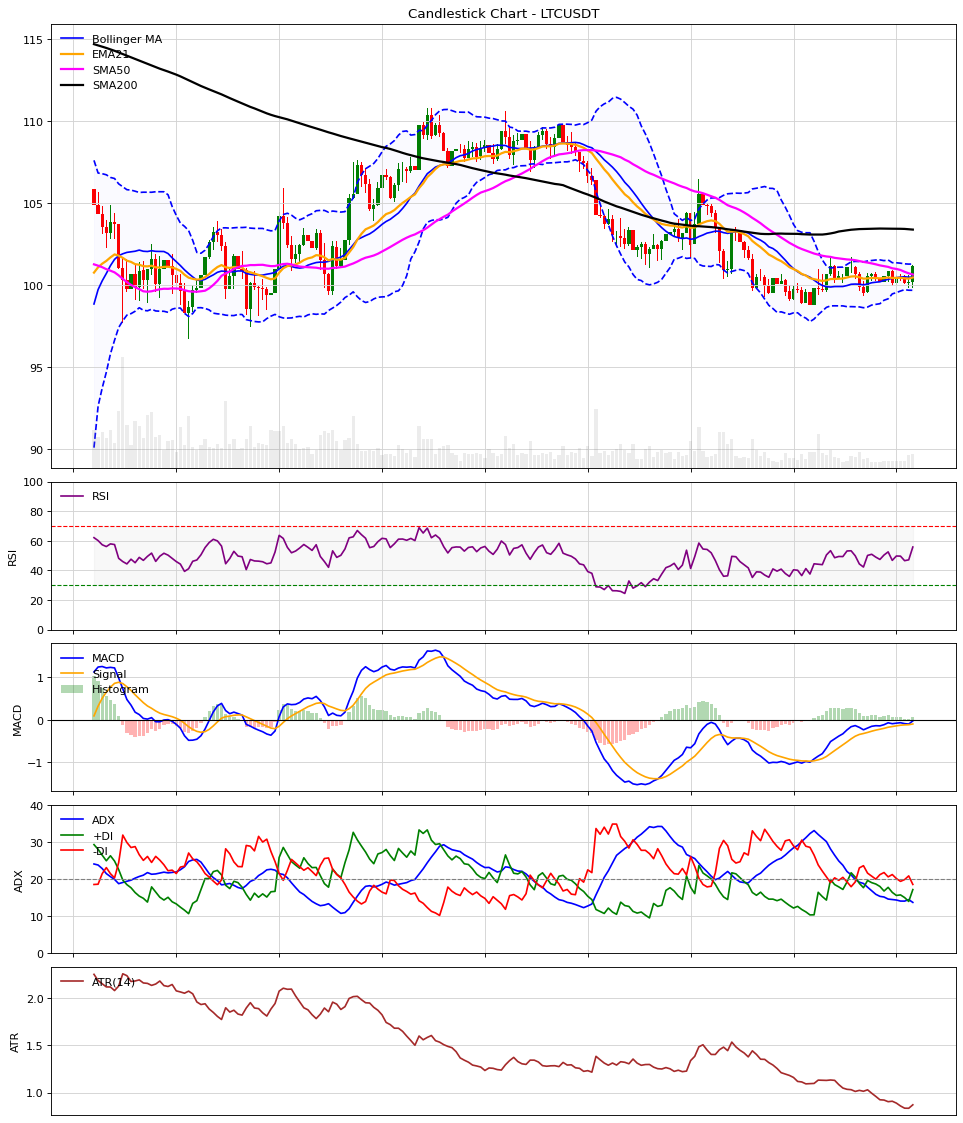 Candlestick Chart - LTCUSDT
115
110
105
100
95
90
Bollinger MA
EMA21
SMA50
SMA200
100
80
60
40
20
0
RSI
RSI
1
0
−1
MACD
MACD
Signal
Histogram
40
30
20
10
0
ADX
ADX
+DI
-DI
2.0
1.5
1.0
ATR
ATR(14)